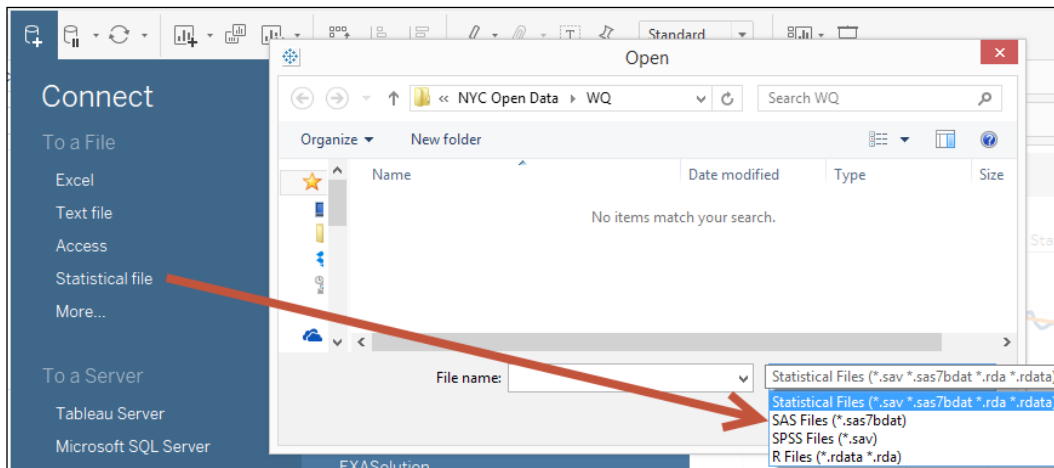 Standard
Open
Connect
« NYC Open Data WQ
Search WQ
To a File
Organize
New folder
Excel
Name
Date modified
Type
Size
Text file
No items match your search.
Access
Sta
Statistical file
More...
To a Server
File name:
Statistical Files (*.sav *.sas7bdat *.rda *.rdata)
Statistical Files (*.sav *.sas7bdat *.rda *.rdata)
Tableau Server
SAS Files (*.sas7bdat)
SPSS Files (*.sav)
Microsoft SQL Server
R Files (*.rdata *.rda)
EXASolution